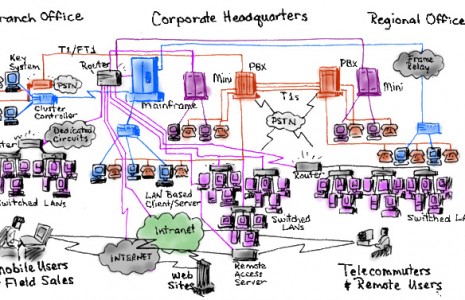 ranch Office
Corporate Headquarters
Regional Office
Key
System
T1/FT1
Router
PSTN
Cluster
Controller
Mainframe
Mini
PBX
T1s
PSTN
PBX
Mini
Frame
Relay
Dedicated
Circuits
Switched LANs
LAN Based
Client/Server
Router
Switched
LANs
Switched LA
Intranet
INTERNET
Web
Sites
Remote
Access
Server
mobile Users
Field Sales
Telecommuters
& Remote Users